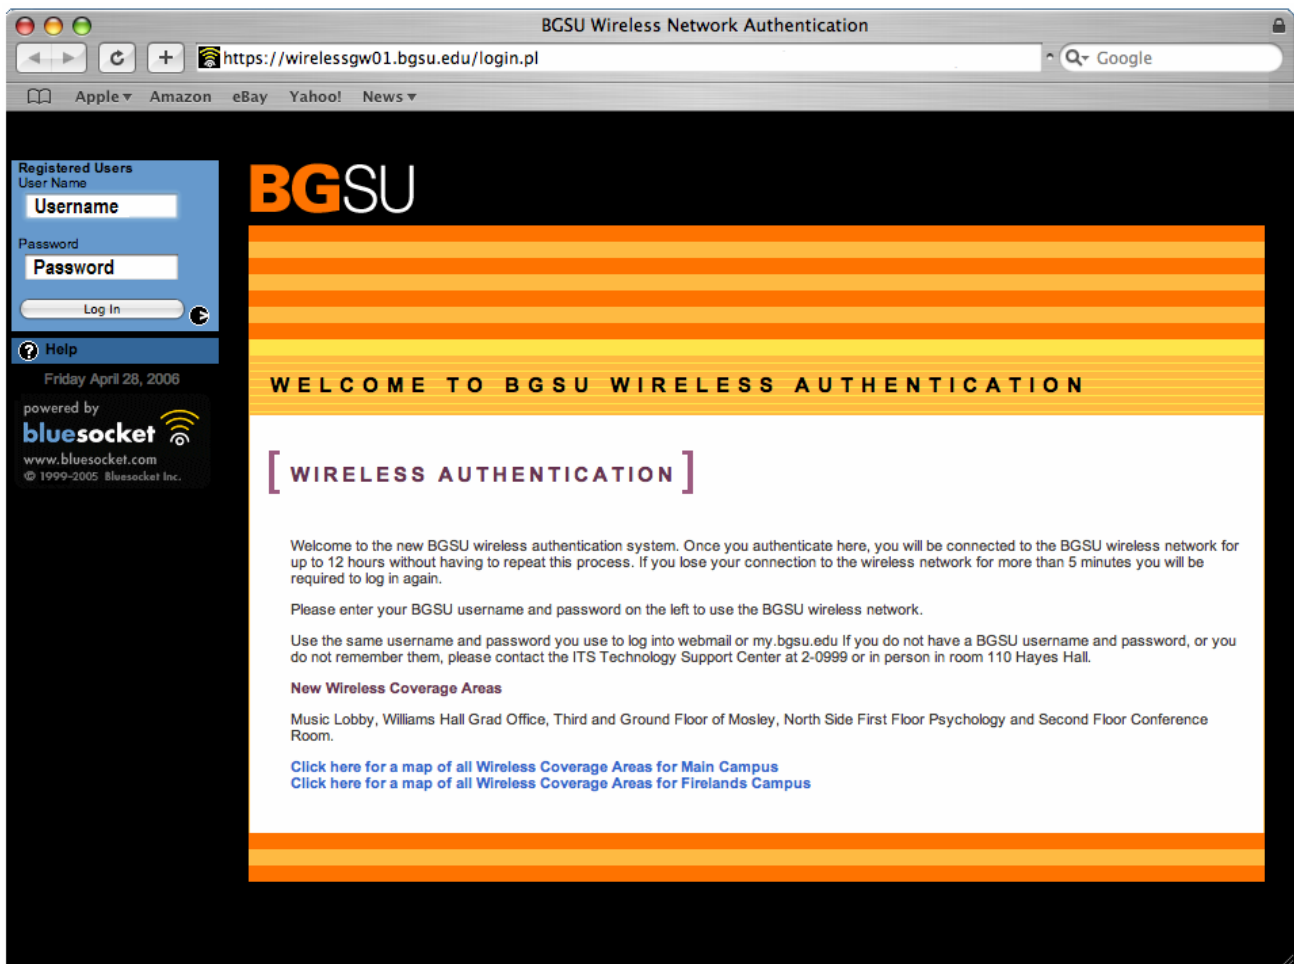 BGSU Wireless Network Authentication
https://wirelessgw01.bgsu.edu/login.pl
Google
Apple Amazon eBay Yahoo! News
Registered Users
User Name
Username
Password
Password
Log In
Help
Friday April 28, 2006
powered by
bluesocket
www.bluesocket.com
© 1999-2005 Bluesocket Inc.
BGSU
WELCOME TO BGSU WIRELESS AUTHENTICATION
[WIRELESS AUTHENTICATION]
Welcome to the new BGSU wireless authentication system. Once you authenticate here, you will be connected to the BGSU wireless network for
up to 12 hours without having to repeat this process. If you lose your connection to the wireless network for more than 5 minutes you will be
required to log in again.
Please enter your BGSU username and password on the left to use the BGSU wireless network.
Use the same username and password you use to log into webmail or my.bgsu.edu If you do not have a BGSU username and password, or you
do not remember them, please contact the ITS Technology Support Center at 2-0999 or in person in room 110 Hayes Hall.
New Wireless Coverage Areas
Music Lobby, Williams Hall Grad Office, Third and Ground Floor of Mosley, North Side First Floor Psychology and Second Floor Conference
Room.
Click here for a map of all Wireless Coverage Areas for Main Campus
Click here for a map of all Wireless Coverage Areas for Firelands Campus